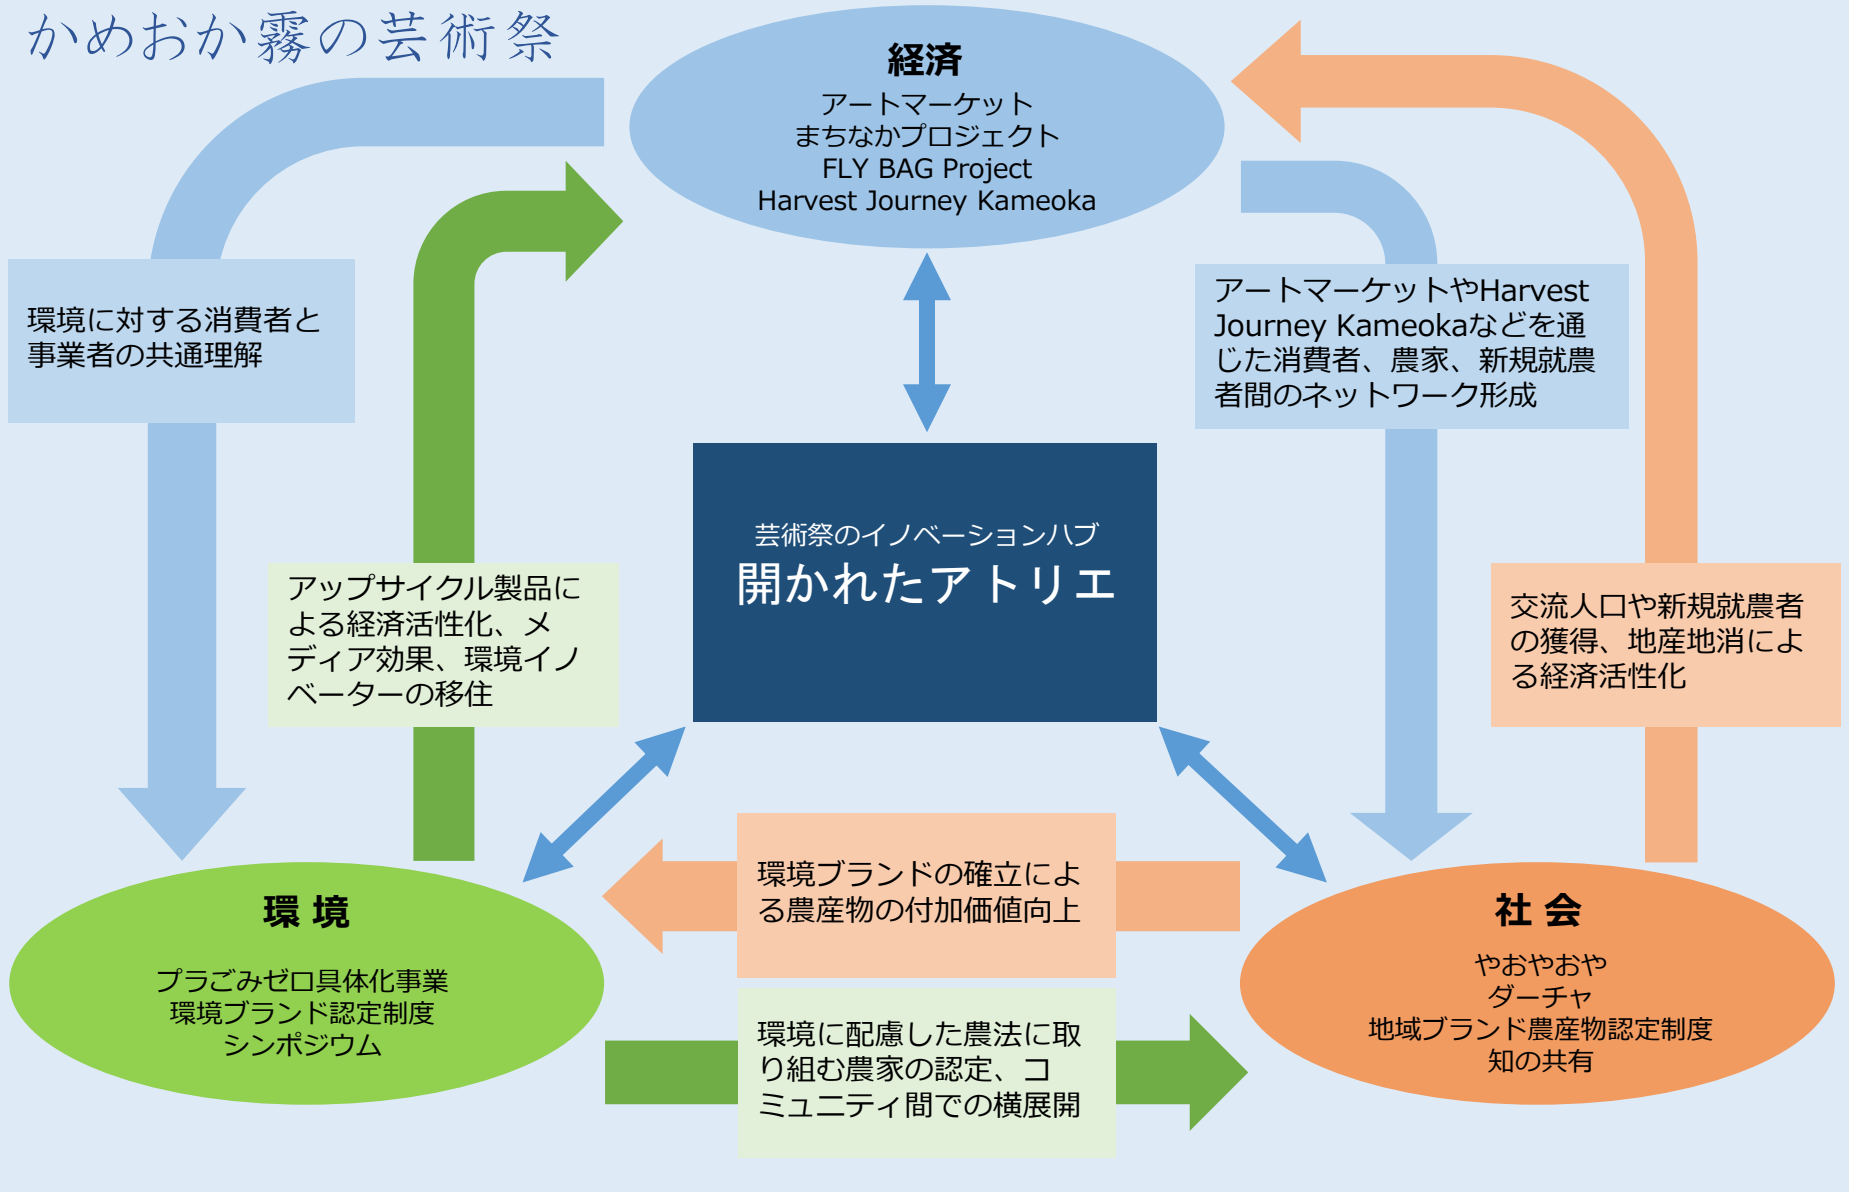 かめおか霧の芸術祭
経済
アートマーケット
まちなかプロジェクト
FLY BAG Project
Harvest Journey Kameoka
環境に対する消費者と
事業者の共通理解
アートマーケットやHarvest
Journey Kameokaなどを通
じた消費者、農家、新規就農
者間のネットワーク形成
芸術祭のイノベーションハブ
開かれたアトリエ
アップサイクル製品に
よる経済活性化、メ
ディア効果、環境イノ
ベーターの移住
交流人口や新規就農者
の獲得、地産地消によ
る経済活性化
環境ブランドの確立によ
る農産物の付加価値向上
環境
プラごみゼロ具体化事業
環境ブランド認定制度
シンポジウム
環境に配慮した農法に取
り組む農家の認定、コ
ミュニティ間での横展開
社会
やおやおや
ダーチャ
地域ブランド農産物認定制度
知の共有